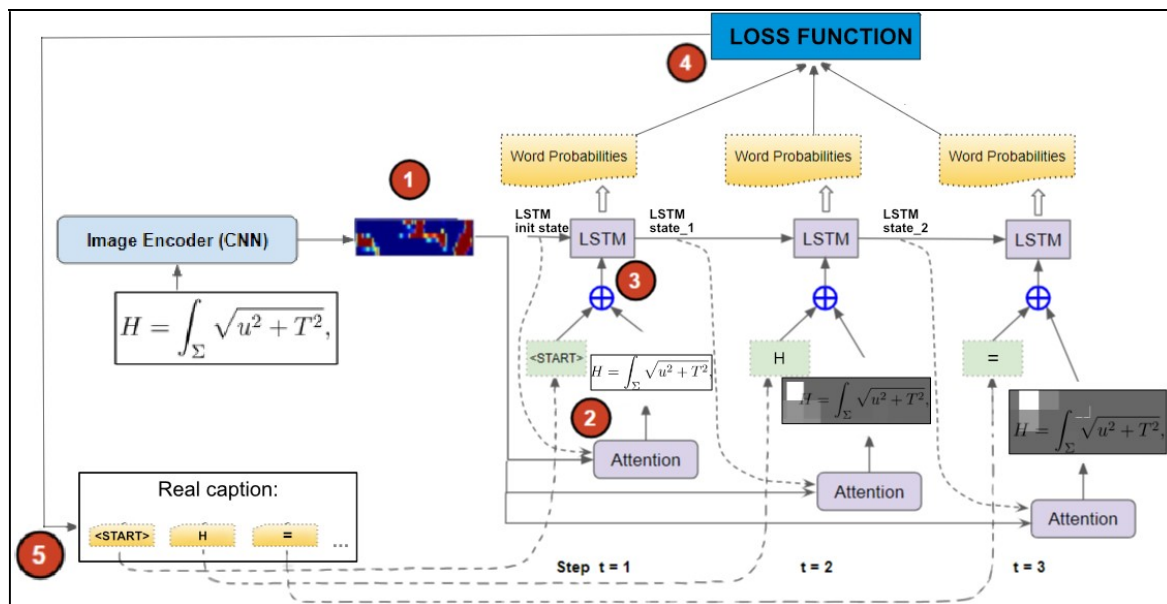 LOSS FUNCTION
4
Word Probabilities
Word Probabilities
Word Probabilities
1
LSTM
init state
LSTM
LSTM
state_1
LSTM
LSTM
state_2
LSTM
Image Encoder (CNN)
3
H = ∫_Σ √(u² + T²),
<START>
H = ∫_Σ √(u² + T²),
H
H = ∫_Σ √(u² + T²),
=
H = ∫_Σ √(u² + T²),
2
Attention
Attention
Attention
Real caption:
<START> H = ...
5
Step t = 1
t = 2
t = 3